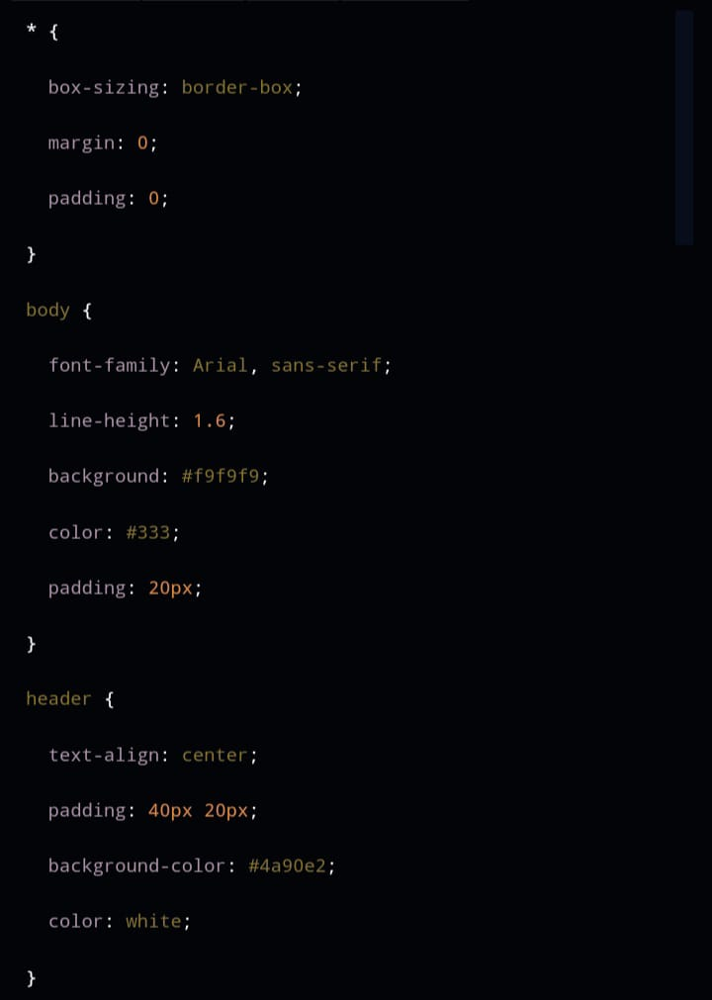 * {
box-sizing: border-box;
margin: 0;
padding: 0;
}
body {
font-family: Arial, sans-serif;
line-height: 1.6;
background: #f9f9f9;
color: #333;
padding: 20px;
}
header {
text-align: center;
padding: 40px 20px;
background-color: #4a90e2;
color: white;
}